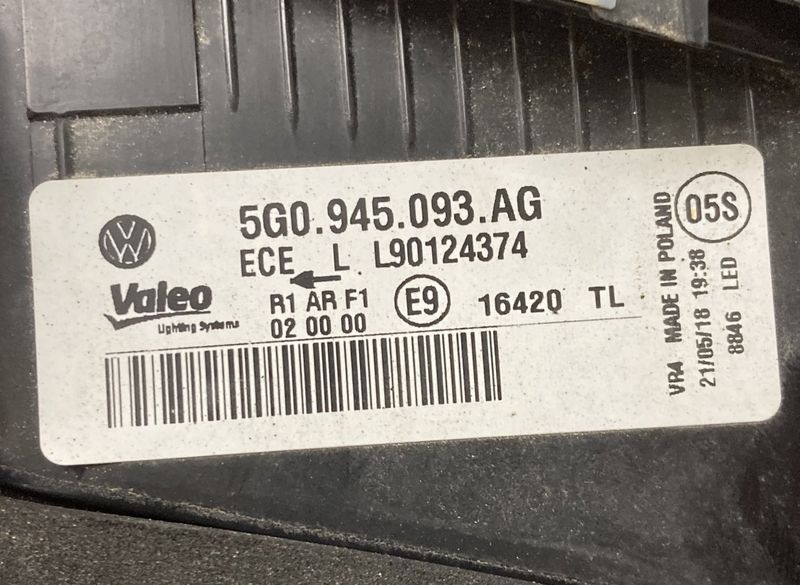 5G0.945.093.AG
ECE L L90124374
Valeo
Lighting Systems
R1 AR F1
02 00 00
E9
16420 TL
05S
VR4 MADE IN POLAND
21/05/18 19:38
8846 LED